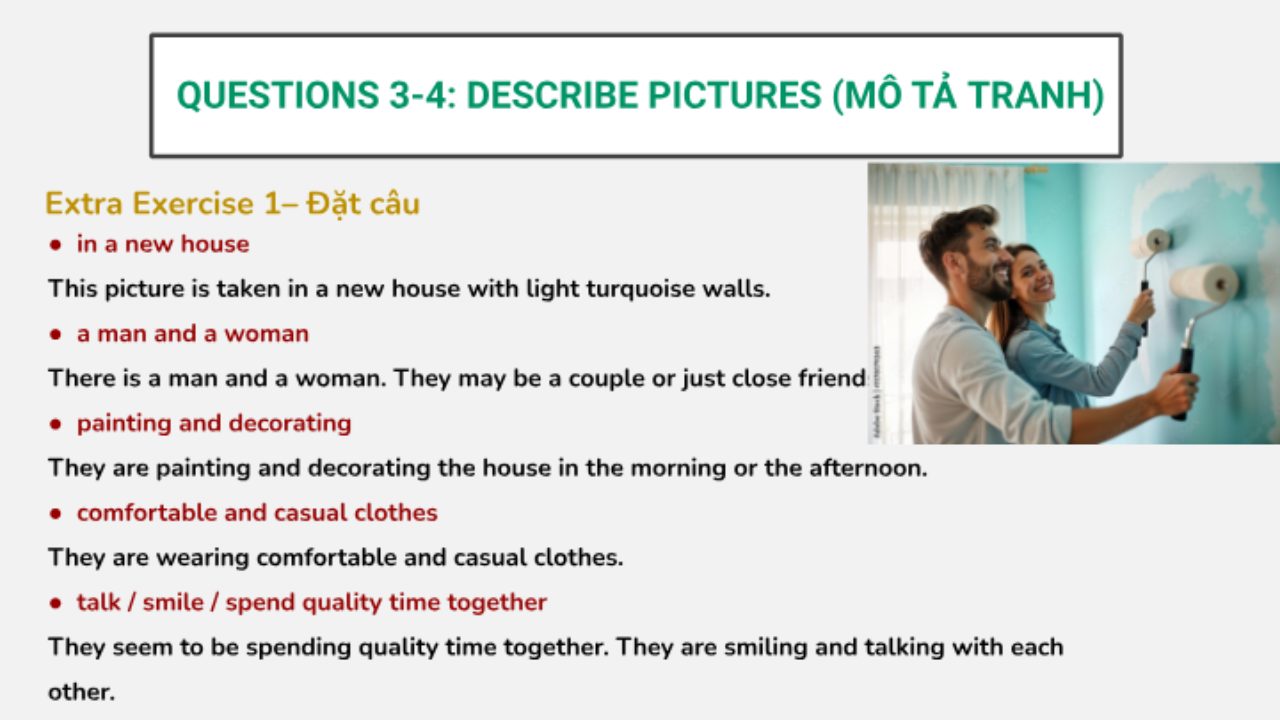 QUESTIONS 3-4: DESCRIBE PICTURES (MÔ TẢ TRANH)
Extra Exercise 1– Đặt câu
● in a new house
This picture is taken in a new house with light turquoise walls.
● a man and a woman
There is a man and a woman. They may be a couple or just close friend
● painting and decorating
They are painting and decorating the house in the morning or the afternoon.
● comfortable and casual clothes
They are wearing comfortable and casual clothes.
● talk / smile / spend quality time together
They seem to be spending quality time together. They are smiling and talking with each
other.
Adobe Stock